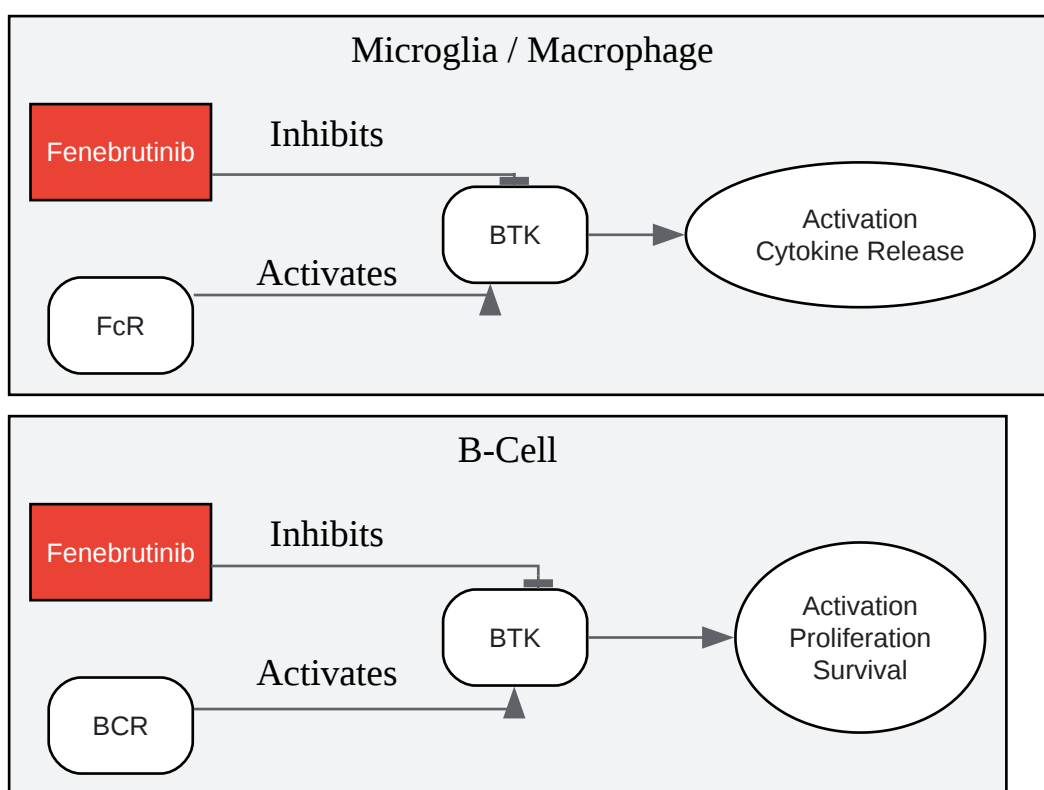 Microglia / Macrophage
Fenebrutinib
Inhibits
BTK
Activation
Cytokine Release
Activates
FcR
B-Cell
Fenebrutinib
Inhibits
BTK
Activation
Proliferation
Survival
Activates
BCR